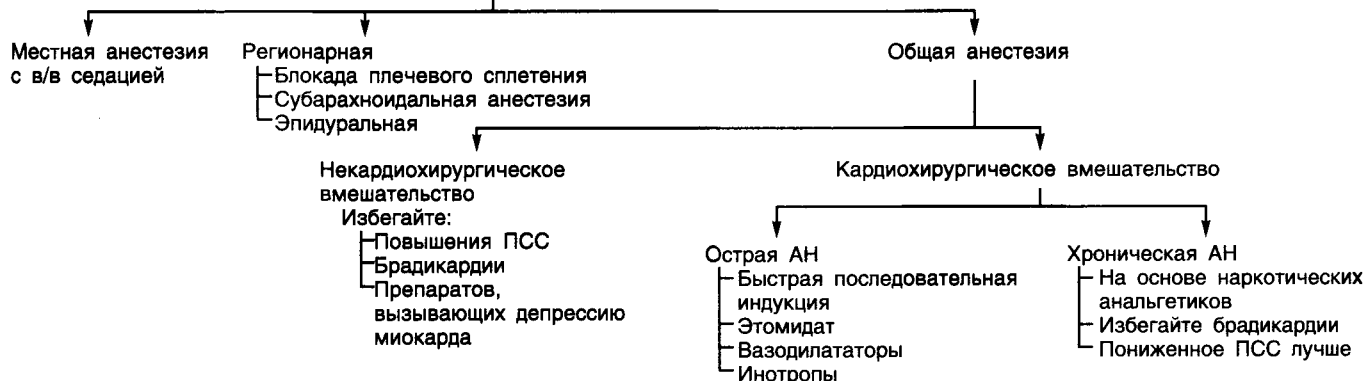 Местная анестезия
с в/в седацией
Регионарная
Блокада плечевого сплетения
Субарахноидальная анестезия
Эпидуральная
Общая анестезия
Некардиохирургическое
вмешательство
Избегайте:
Повышения ПСС
Брадикардии
Препаратов,
вызывающих депрессию
миокарда
Кардиохирургическое вмешательство
Острая АН
Быстрая последовательная
индукция
Этомидат
Вазодилататоры
Инотропы
Хроническая АН
На основе наркотических
анальгетиков
Избегайте брадикардии
Пониженное ПСС лучше